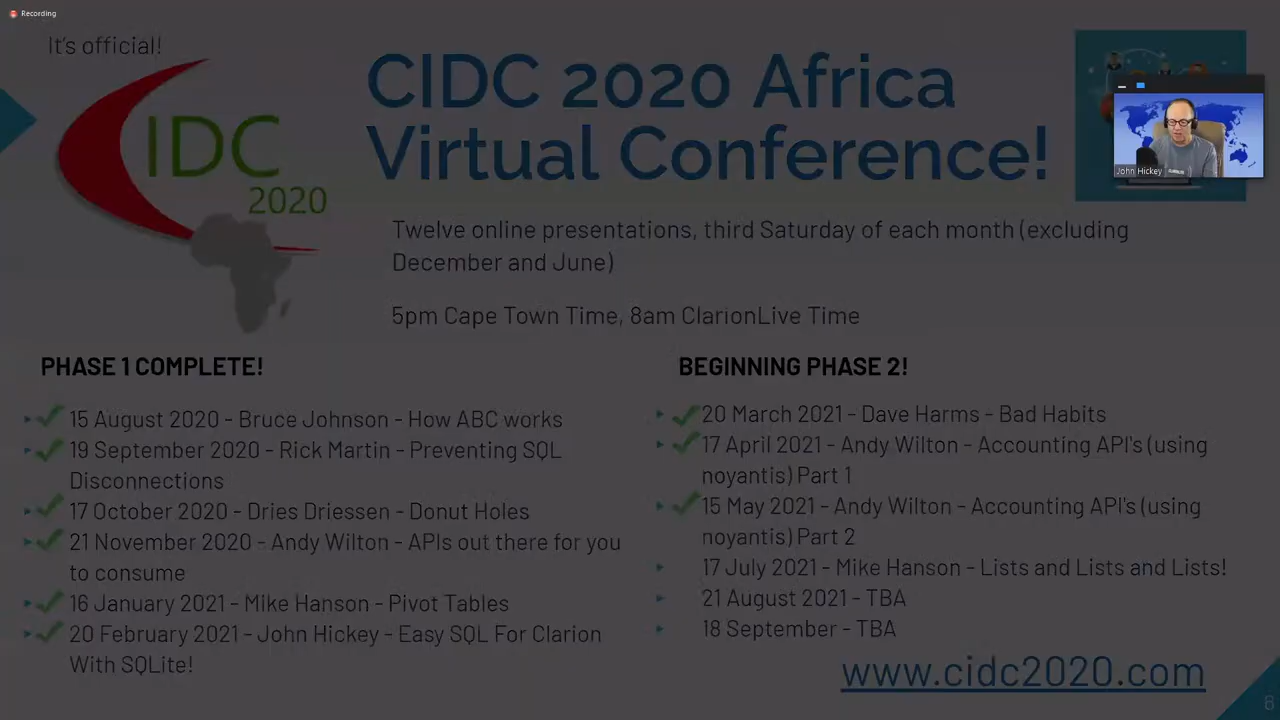 Recording
It's official!
CIDC 2020 Africa
Virtual Conference!
IDC
2020
John Hickey
Twelve online presentations, third Saturday of each month (excluding
December and June)
5pm Cape Town Time, 8am ClarionLive Time
PHASE 1 COMPLETE!
15 August 2020 - Bruce Johnson - How ABC works
19 September 2020 - Rick Martin - Preventing SQL
Disconnections
17 October 2020 - Dries Driessen - Donut Holes
21 November 2020 - Andy Wilton - APIs out there for you
to consume
16 January 2021 - Mike Hanson - Pivot Tables
20 February 2021 - John Hickey - Easy SQL For Clarion
With SQLite!
BEGINNING PHASE 2!
20 March 2021 - Dave Harms - Bad Habits
17 April 2021 - Andy Wilton - Accounting API's (using
noyantis) Part 1
15 May 2021 - Andy Wilton - Accounting API's (using
noyantis) Part 2
17 July 2021 - Mike Hanson - Lists and Lists and Lists!
21 August 2021 - TBA
18 September - TBA
www.cidc2020.com